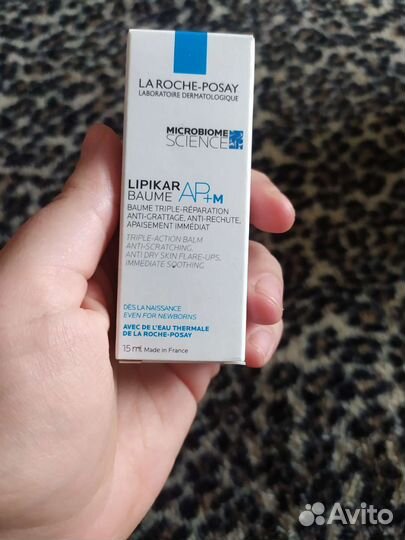 LA ROCHE-POSAY
LABORATOIRE DERMATOLOGIQUE
MICROBIOME
SCIENCE
LIPIKAR
BAUME AP+M
BAUME TRIPLE-RÉPARATION
ANTI-GRATTAGE, ANTI-RECHUTE,
APAISEMENT IMMÉDIAT
TRIPLE-ACTION BALM
ANTI-SCRATCHING,
ANTI DRY SKIN FLARE-UPS,
IMMEDIATE SOOTHING
DÈS LA NAISSANCE
EVEN FOR NEWBORNS
AVEC DE L'EAU THERMALE
DE LA ROCHE-POSAY
15 ml Made in France
Avito